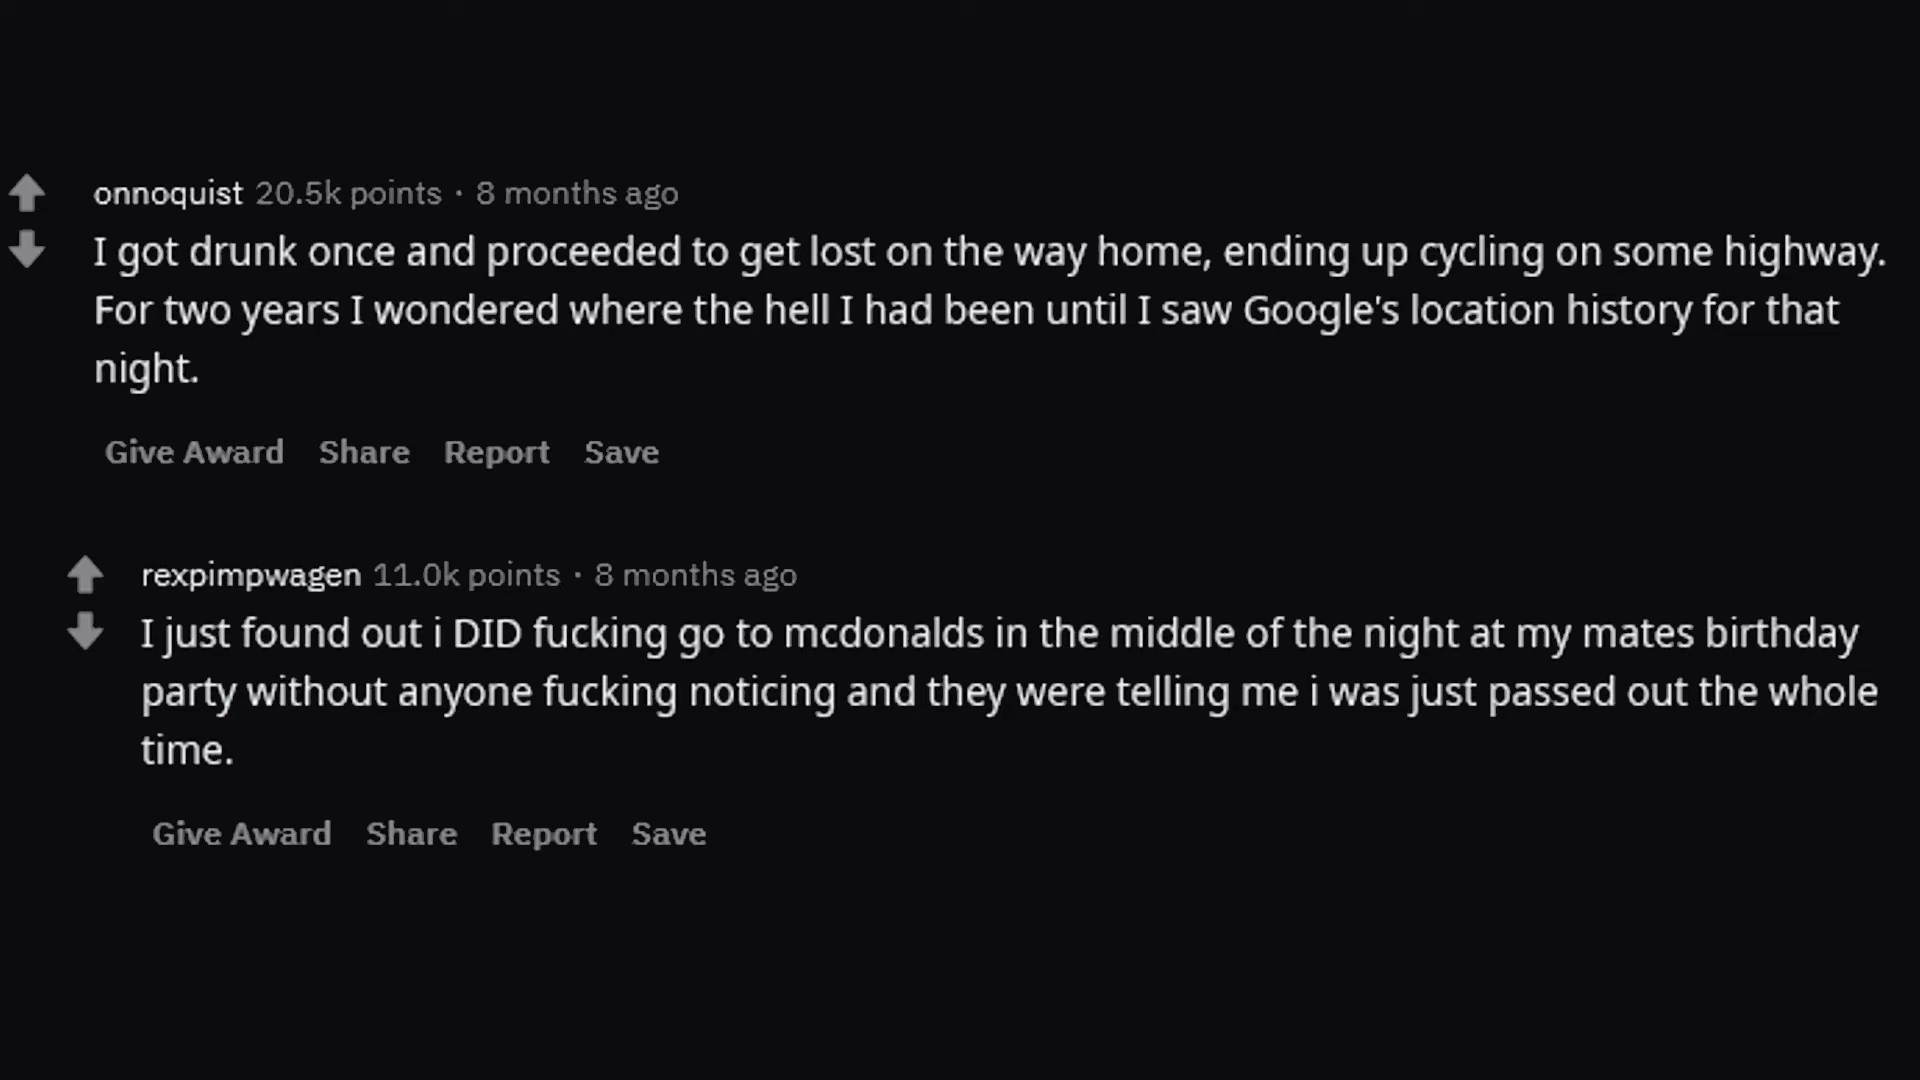 onnoquist 20.5k points · 8 months ago
I got drunk once and proceeded to get lost on the way home, ending up cycling on some highway.
For two years I wondered where the hell I had been until I saw Google's location history for that
night.
Give Award Share Report Save
rexpimpwagen 11.0k points · 8 months ago
I just found out i DID fucking go to mcdonalds in the middle of the night at my mates birthday
party without anyone fucking noticing and they were telling me i was just passed out the whole
time.
Give Award Share Report Save